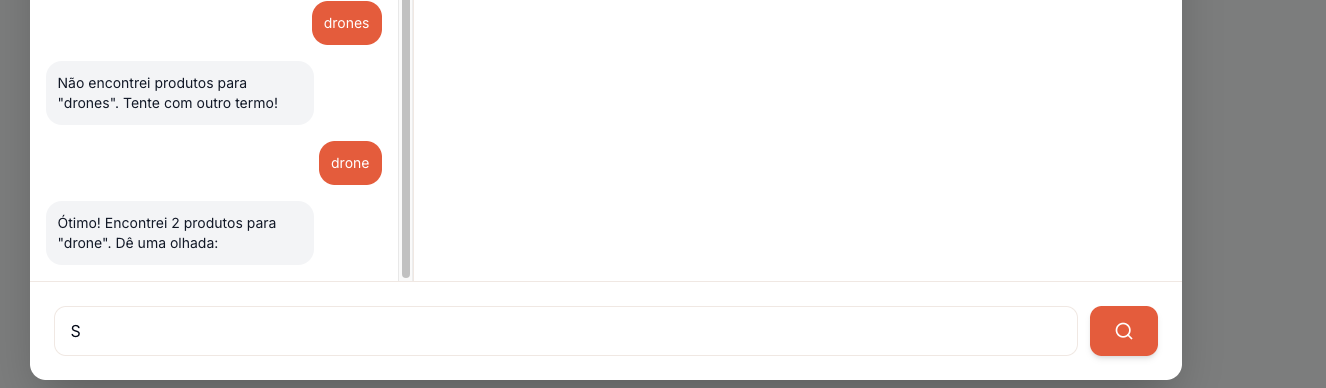 drones
Não encontrei produtos para
"drones". Tente com outro termo!
drone
Ótimo! Encontrei 2 produtos para
"drone". Dê uma olhada:
S